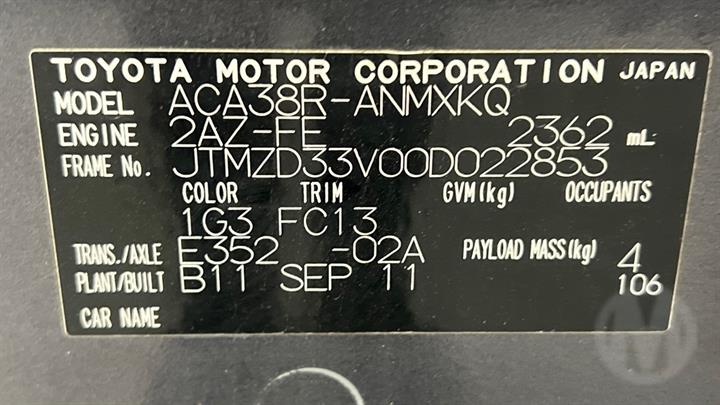 TOYOTA MOTOR CORPORATION JAPAN
MODEL ACA38R-ANMXKQ
ENGINE 2AZ-FE 2362 mL
FRAME No. JTMZD33V00D022853
COLOR TRIM GVM(kg) OCCUPANTS
1G3 FC13
TRANS./AXLE E352 -02A PAYLOAD MASS(kg) 4
PLANT/BUILT B11 SEP 11 106
CAR NAME
M